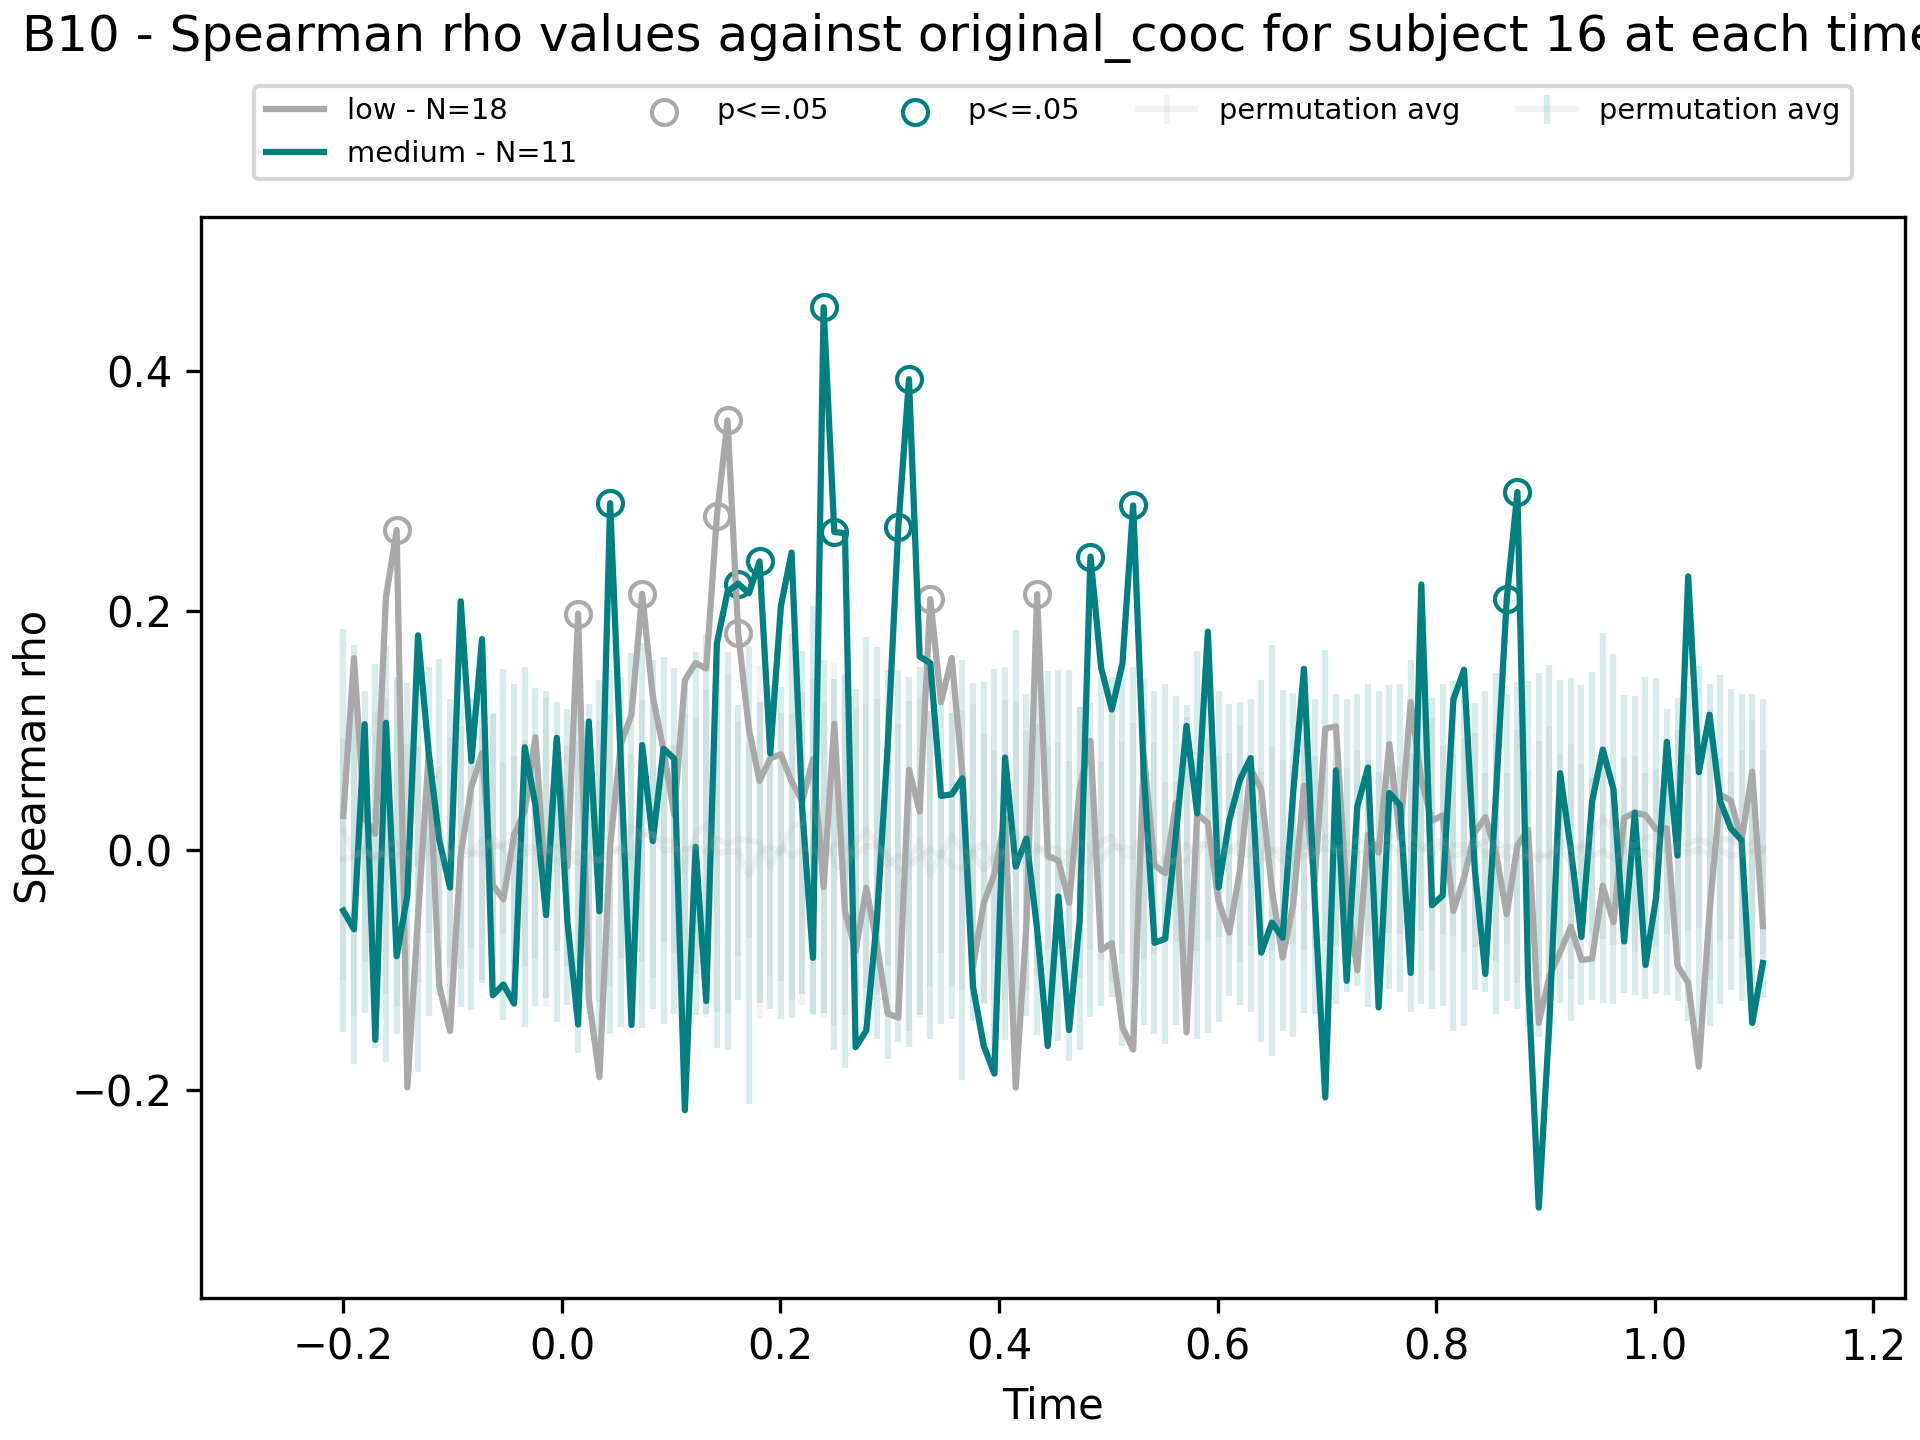 B10 - Spearman rho values against original_cooc for subject 16 at each time
low - N=18
p<=.05
p<=.05
permutation avg
permutation avg
medium - N=11
0.4
0.2
0.0
−0.2
Spearman rho
−0.2
0.0
0.2
0.4
0.6
0.8
1.0
1.2
Time